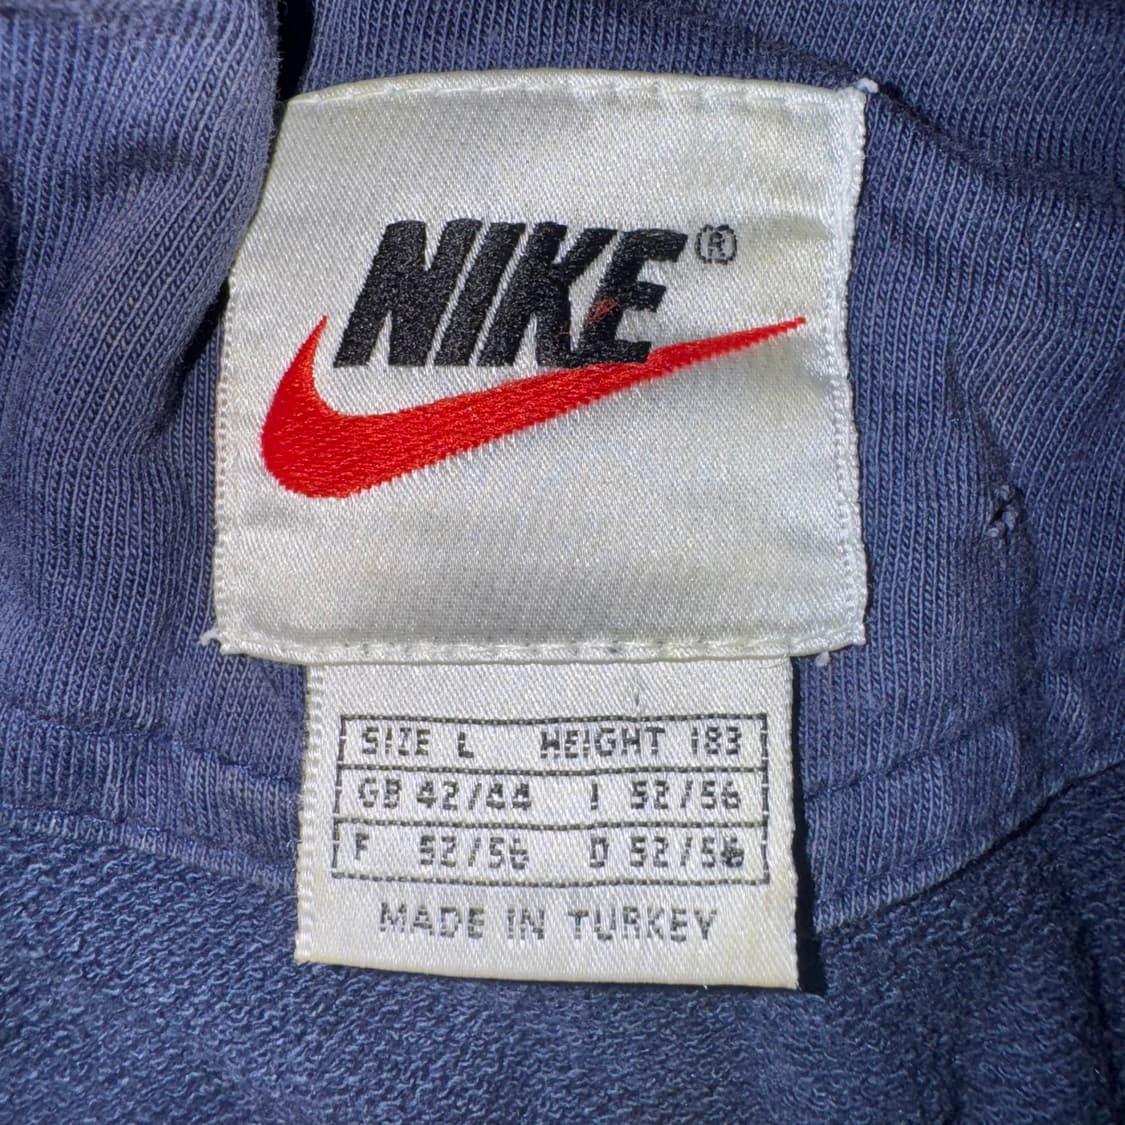 NIKE®
SIZE L HEIGHT 183
GB 42/44 I 52/56
F 52/56 D 52/56
MADE IN TURKEY